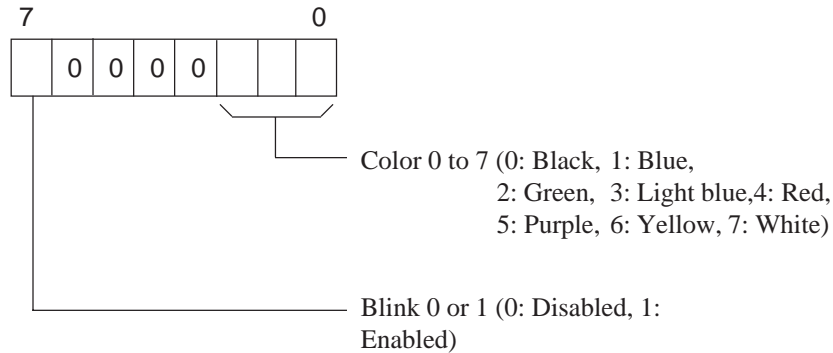 7 0
0 0 0 0
Color 0 to 7 (0: Black, 1: Blue,
2: Green, 3: Light blue,4: Red,
5: Purple, 6: Yellow, 7: White)
Blink 0 or 1 (0: Disabled, 1:
Enabled)